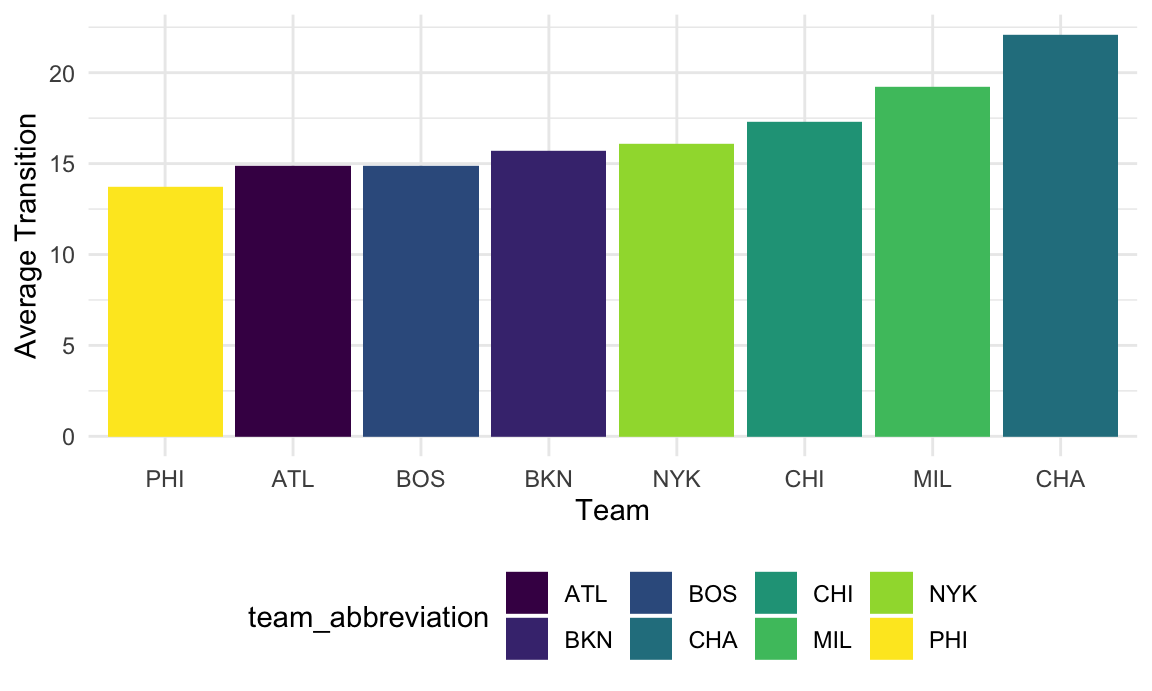 Average Transition
20
15
10
5
0
PHI ATL BOS BKN NYK CHI MIL CHA
Team
team_abbreviation
ATL BOS CHI NYK
BKN CHA MIL PHI